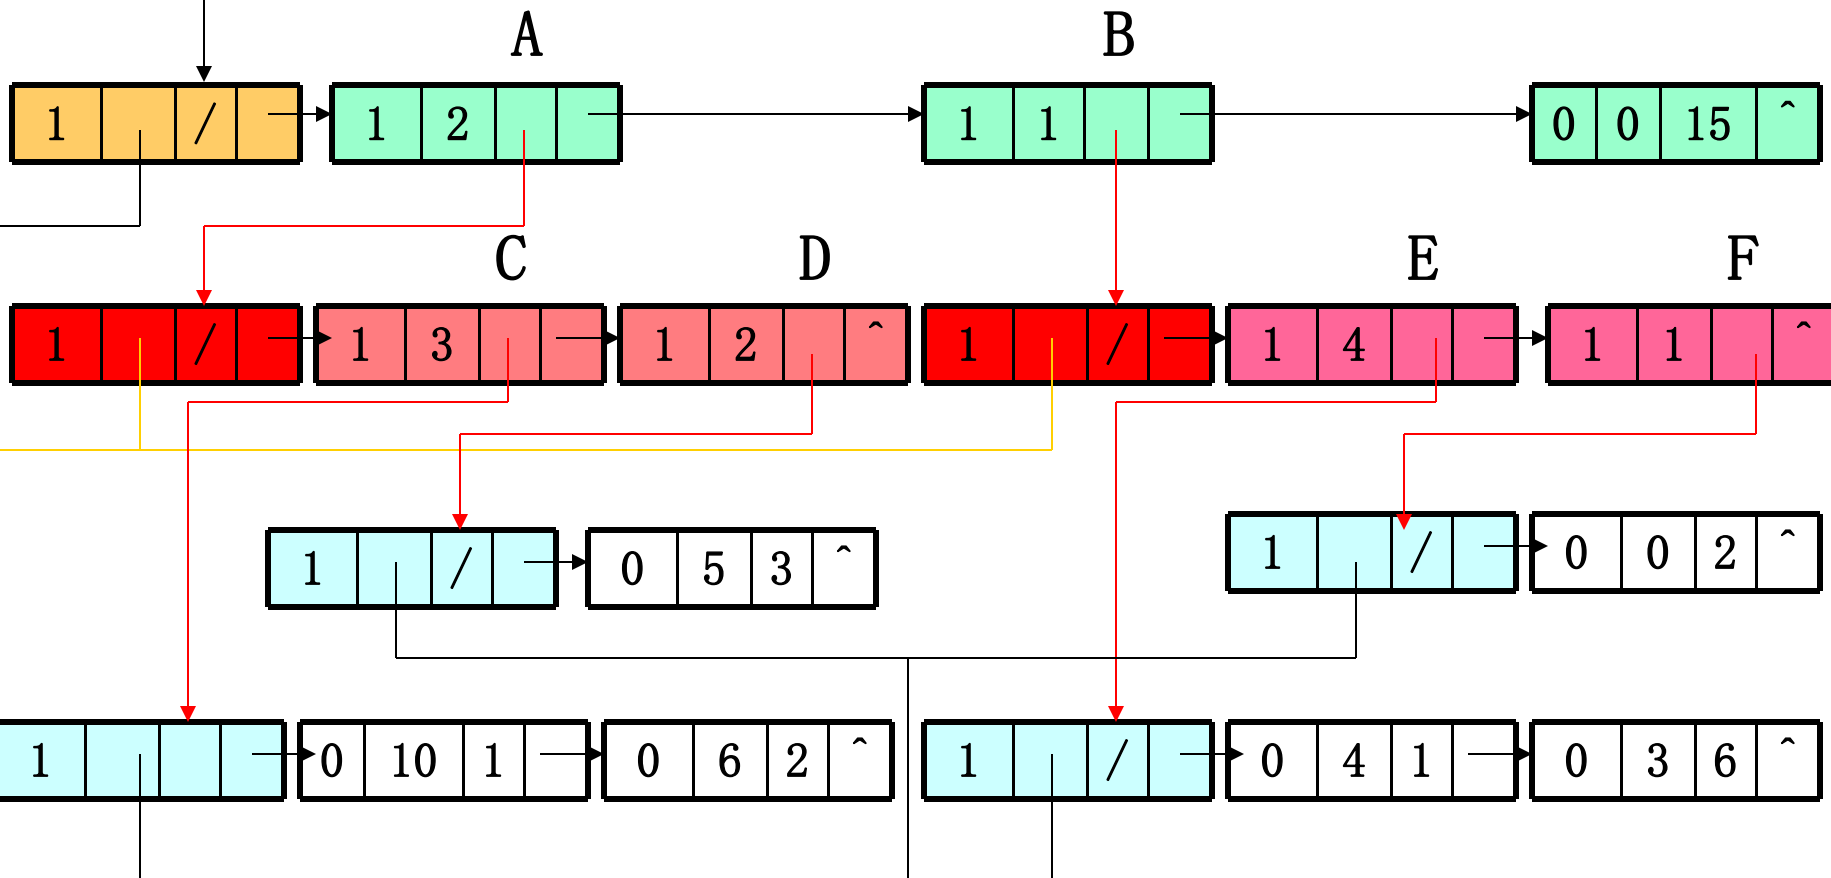 A B
1 / 1 2 1 1 0 0 15 ^
C D E F
1 / 1 3 1 2 ^ 1 / 1 4 1 1 ^
1 / 0 5 3 ^ 1 / 0 0 2 ^
1 0 10 1 0 6 2 ^ 1 / 0 4 1 0 3 6 ^